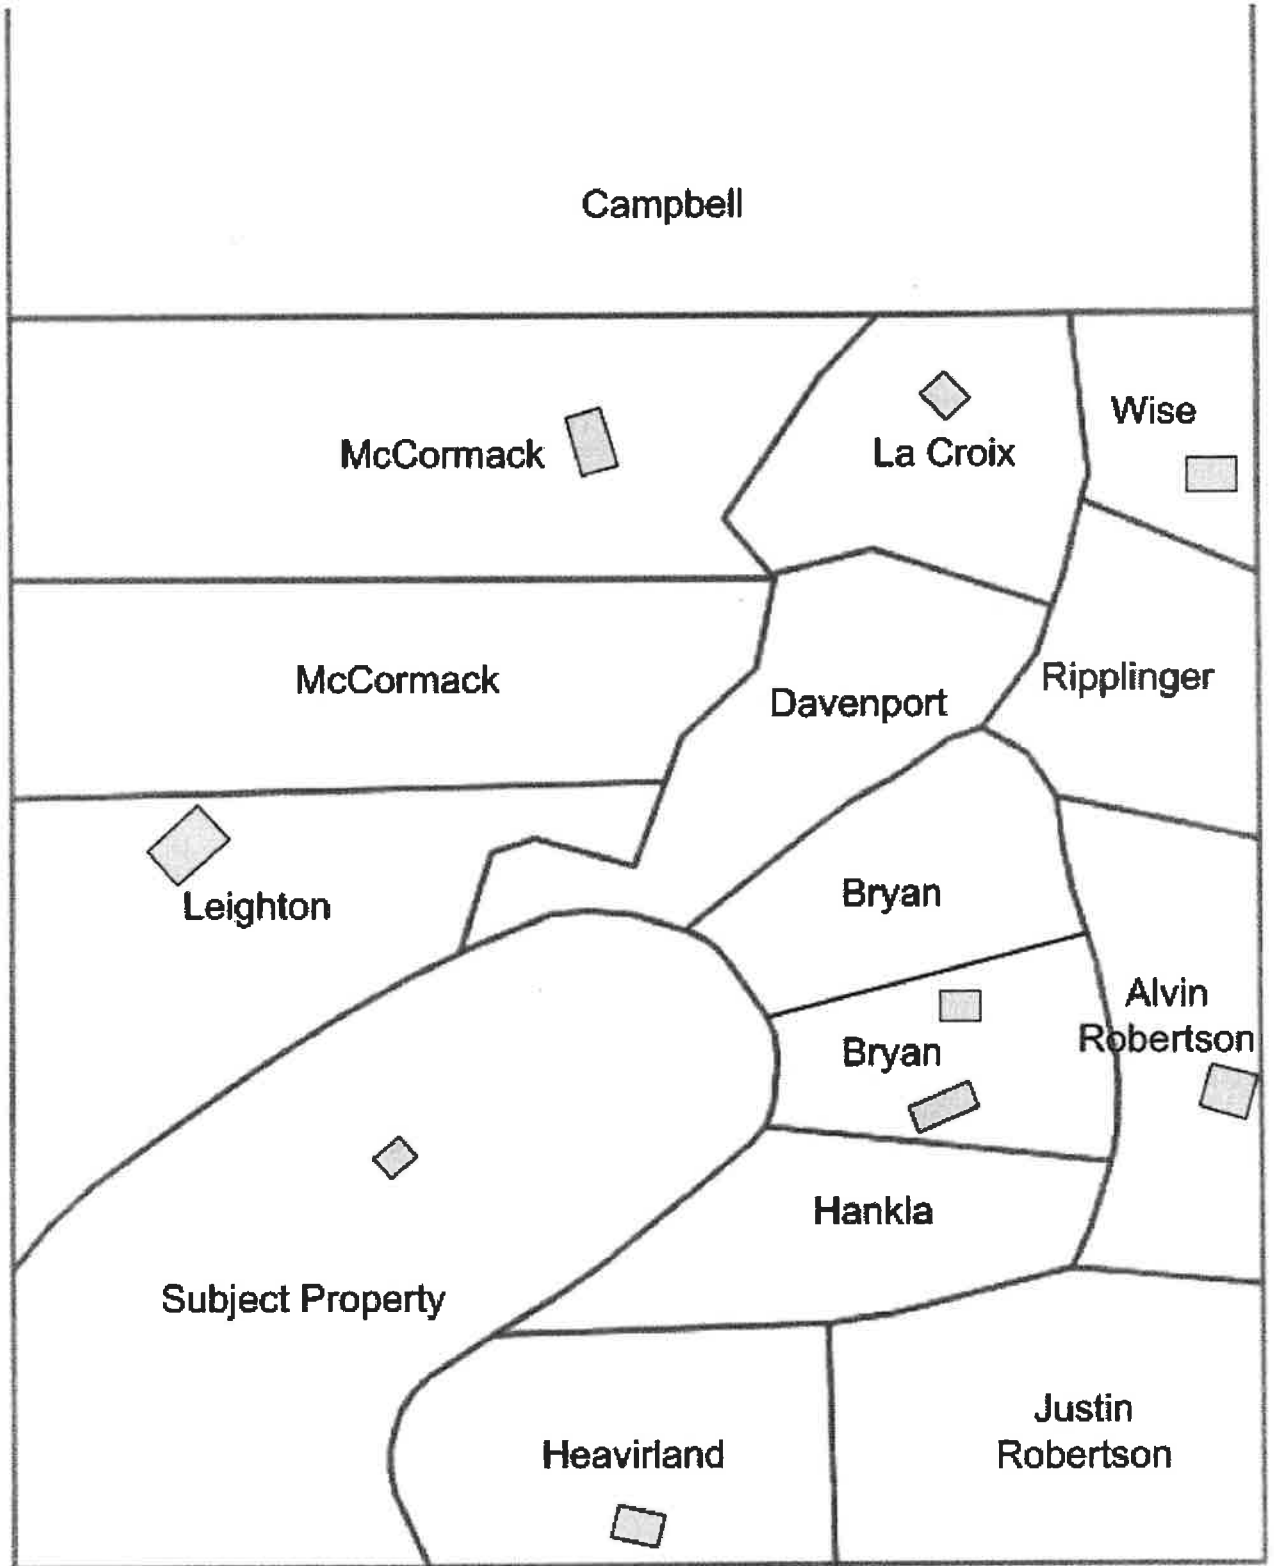 Campbell
Wise
McCormack
La Croix
McCormack
Ripplinger
Davenport
Bryan
Leighton
Alvin
Robertson
Bryan
Hankla
Subject Property
Justin
Robertson
Heavirland